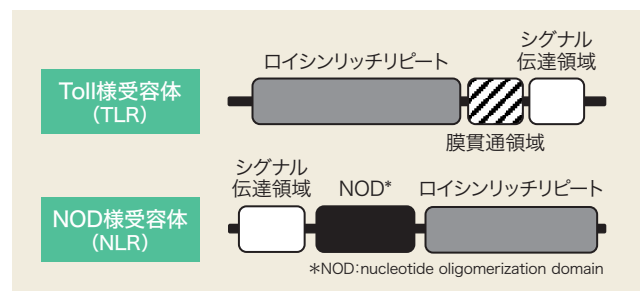 シグナル
伝達領域
ロイシンリッチリピート
Toll様受容体
(TLR)
膜貫通領域
シグナル
伝達領域
NOD*
ロイシンリッチリピート
NOD様受容体
(NLR)
*NOD:nucleotide oligomerization domain